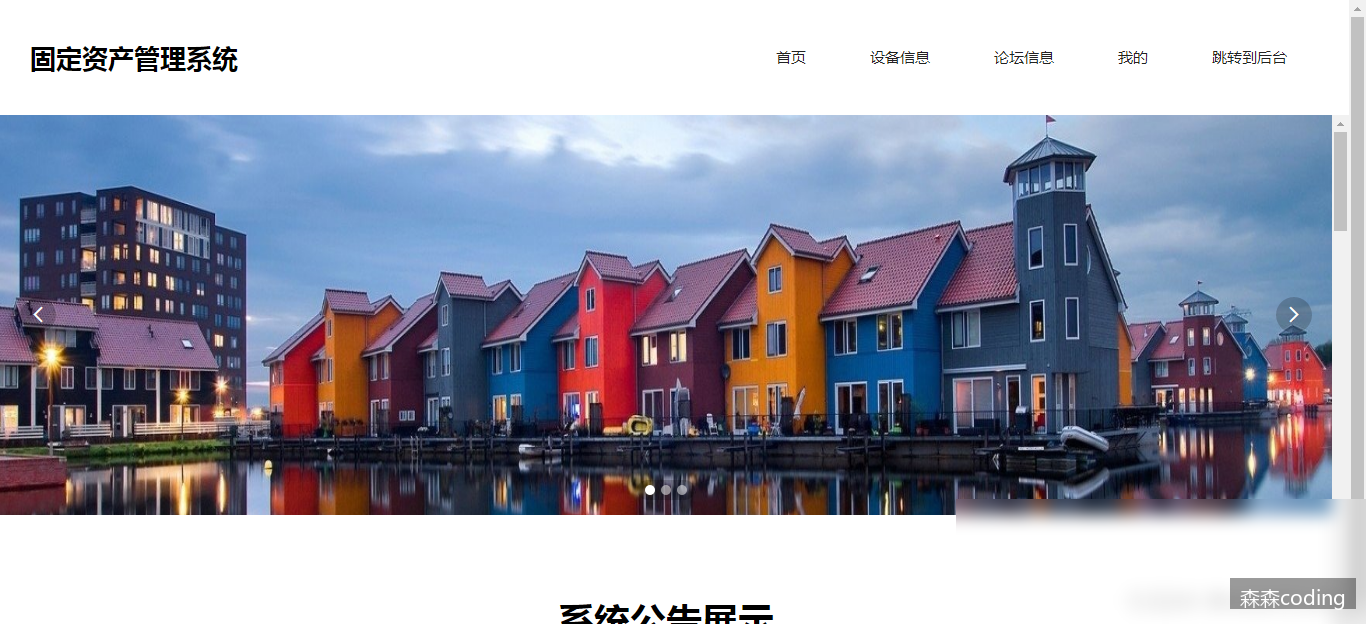 固定资产管理系统
首页 设备信息 论坛信息 我的 跳转到后台
系统公告展示
森森coding